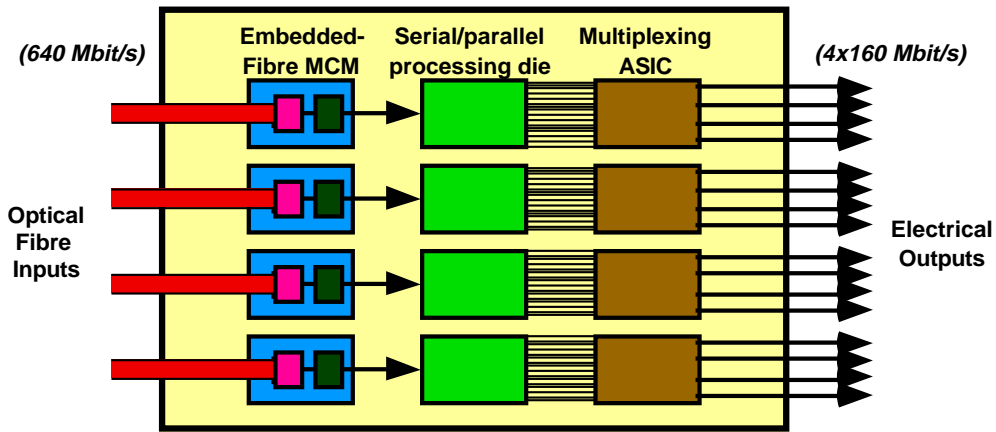 (640 Mbit/s)
Embedded-
Fibre MCM
Serial/parallel
processing die
Multiplexing
ASIC
(4x160 Mbit/s)
Optical
Fibre
Inputs
Electrical
Outputs